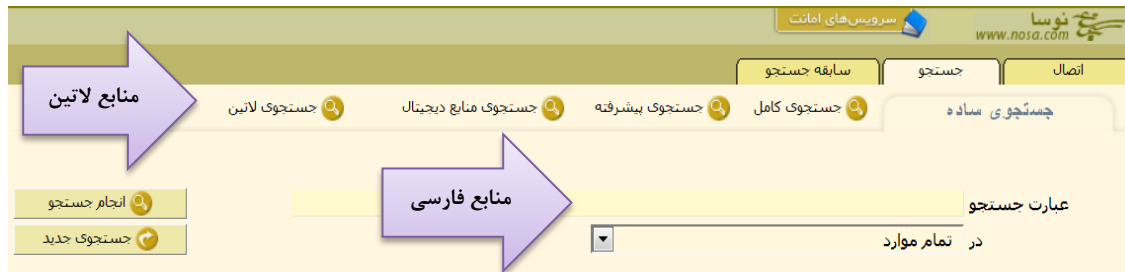 نوسا
www.nosa.com
سرویس‌های امانت
اتصال
جستجو
سابقه جستجو
جستجوی ساده
جستجوی کامل
جستجوی پیشرفته
جستجوی منابع دیجیتال
جستجوی لاتین
منابع لاتین
عبارت جستجو
منابع فارسی
انجام جستجو
در
تمام موارد
جستجوی جدید